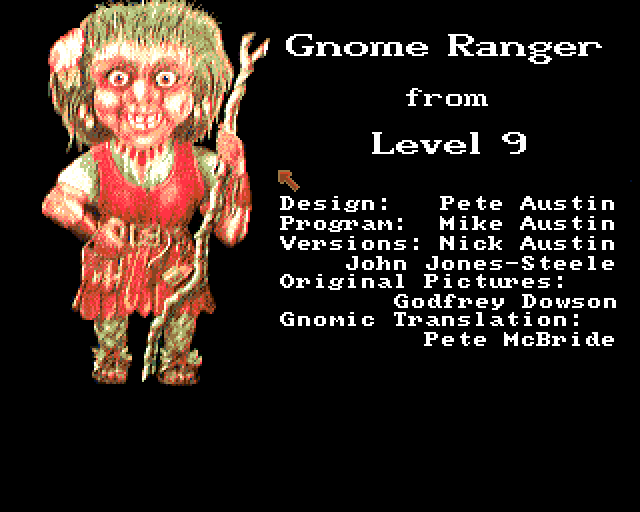 Gnome Ranger
from
Level 9
Design: Pete Austin
Program: Mike Austin
Versions: Nick Austin
John Jones-Steele
Original Pictures:
Godfrey Dowson
Gnomic Translation:
Pete McBride